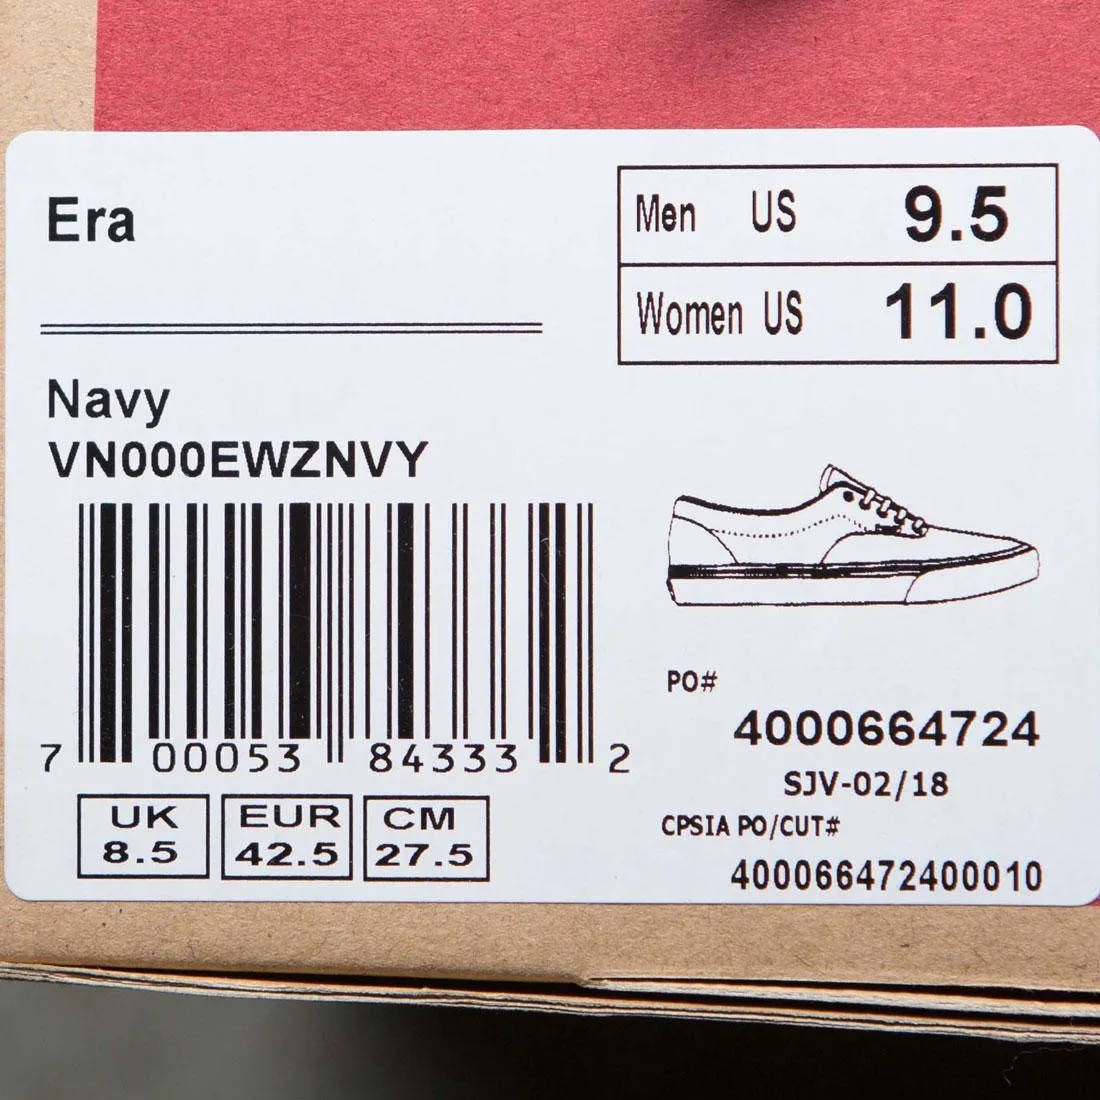 Era
Men US 9.5
Women US 11.0
Navy
VN000EWZNVY
7 00053 84333 2
UK
8.5
EUR
42.5
CM
27.5
PO#
4000664724
SJV-02/18
CPSIA PO/CUT#
400066472400010